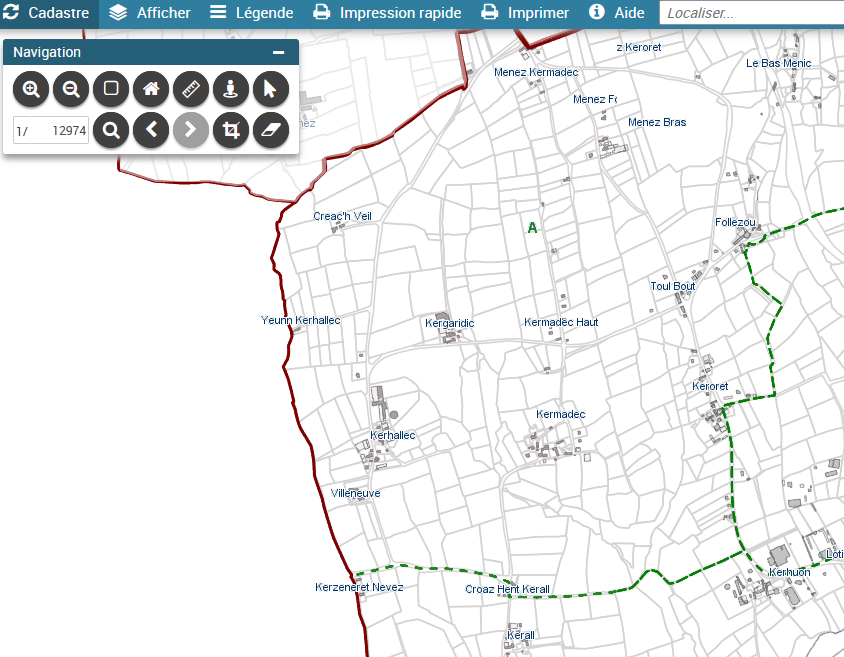 Cadastre Afficher Légende Impression rapide Imprimer Aide Localiser...
Navigation
1/ 12974
z Keroret
Le Bas Menic
Menez Kermadec
Menez Fo
nez
Menez Bras
Creac'h Veil
Follezou
A
Toul Bout
Yeunn Kerhallec
Kergaridic
Kermadec Haut
Keroret
Kermadec
Kerhallec
Villeneuve
Loti
Kerhuon
Kerzeneret Nevez
Croaz Hent Kerall
Kerall